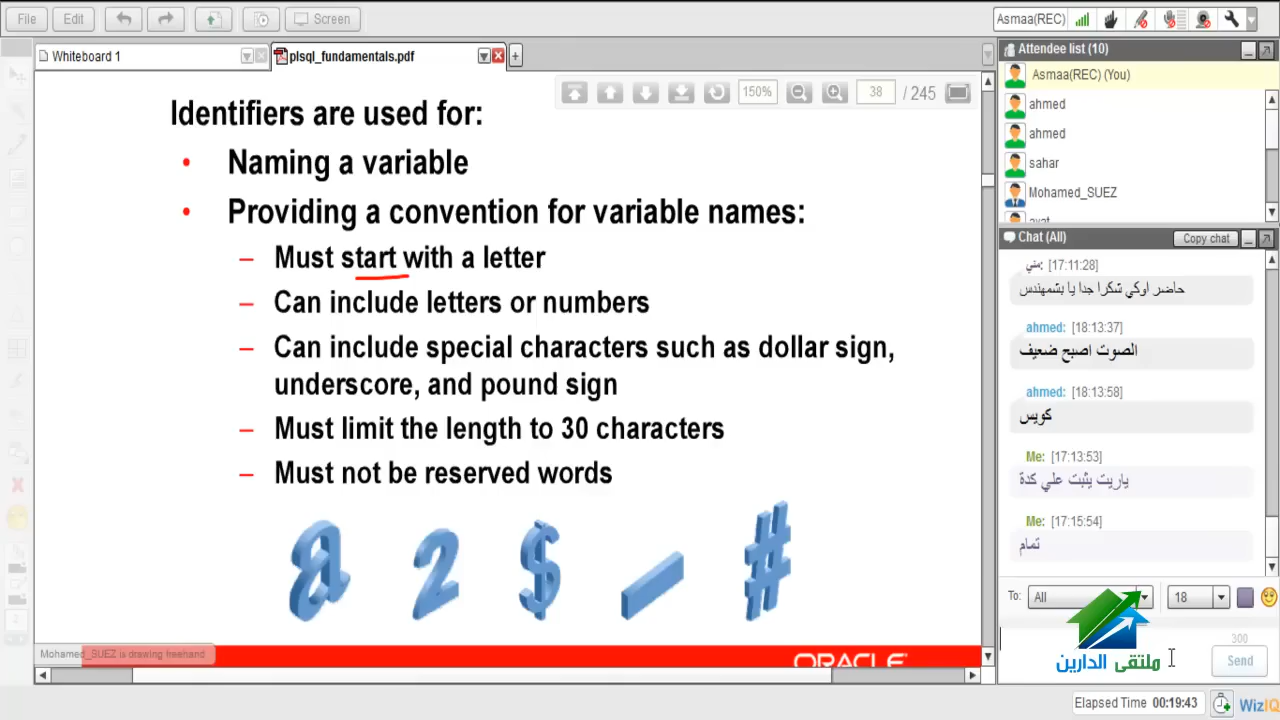 File
Edit
Screen
Asmaa(REC)
Whiteboard 1
plsql_fundamentals.pdf
150%
38
/ 245
Identifiers are used for:
• Naming a variable
• Providing a convention for variable names:
– Must start with a letter
– Can include letters or numbers
– Can include special characters such as dollar sign,
underscore, and pound sign
– Must limit the length to 30 characters
– Must not be reserved words
a 2 $ _ #
Mohamed_SUEZ is drawing freehand
ORACLE
Attendee list (10)
Asmaa(REC) (You)
ahmed
ahmed
sahar
Mohamed_SUEZ
ayat
Chat (All)
Copy chat
مني: [17:11:28]
حاضر اوكي شكرا جدا يا بشمهندس
ahmed: [18:13:37]
الصوت اصبح ضعيف
ahmed: [18:13:58]
كويس
Me: [17:13:53]
ياريت يثبت علي كدة
Me: [17:15:54]
تمام
To: All
18
ملتقى الدارين
300
Send
Elapsed Time 00:19:43
WizIQ